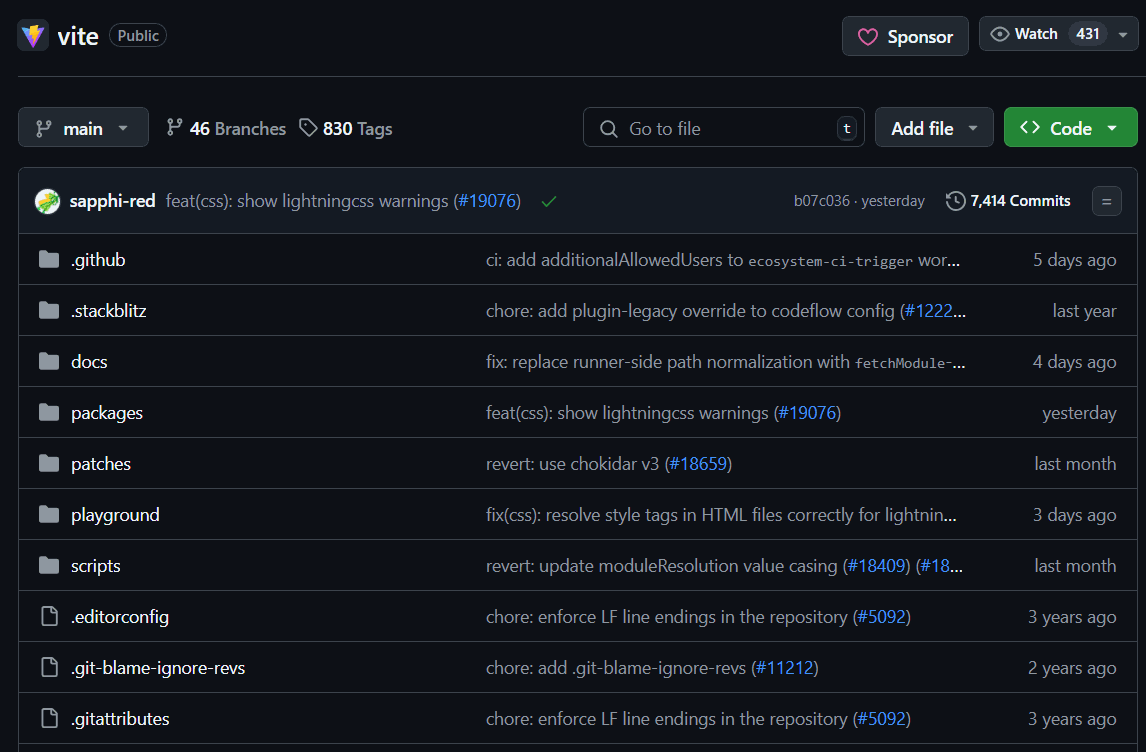 vite Public Sponsor Watch 431
main 46 Branches 830 Tags Go to file t Add file Code
sapphi-red feat(css): show lightningcss warnings (#19076) b07c036 · yesterday 7,414 Commits
.github ci: add additionalAllowedUsers to ecosystem-ci-trigger wor... 5 days ago
.stackblitz chore: add plugin-legacy override to codeflow config (#1222... last year
docs fix: replace runner-side path normalization with fetchModule-... 4 days ago
packages feat(css): show lightningcss warnings (#19076) yesterday
patches revert: use chokidar v3 (#18659) last month
playground fix(css): resolve style tags in HTML files correctly for lightnin... 3 days ago
scripts revert: update moduleResolution value casing (#18409) (#18... last month
.editorconfig chore: enforce LF line endings in the repository (#5092) 3 years ago
.git-blame-ignore-revs chore: add .git-blame-ignore-revs (#11212) 2 years ago
.gitattributes chore: enforce LF line endings in the repository (#5092) 3 years ago